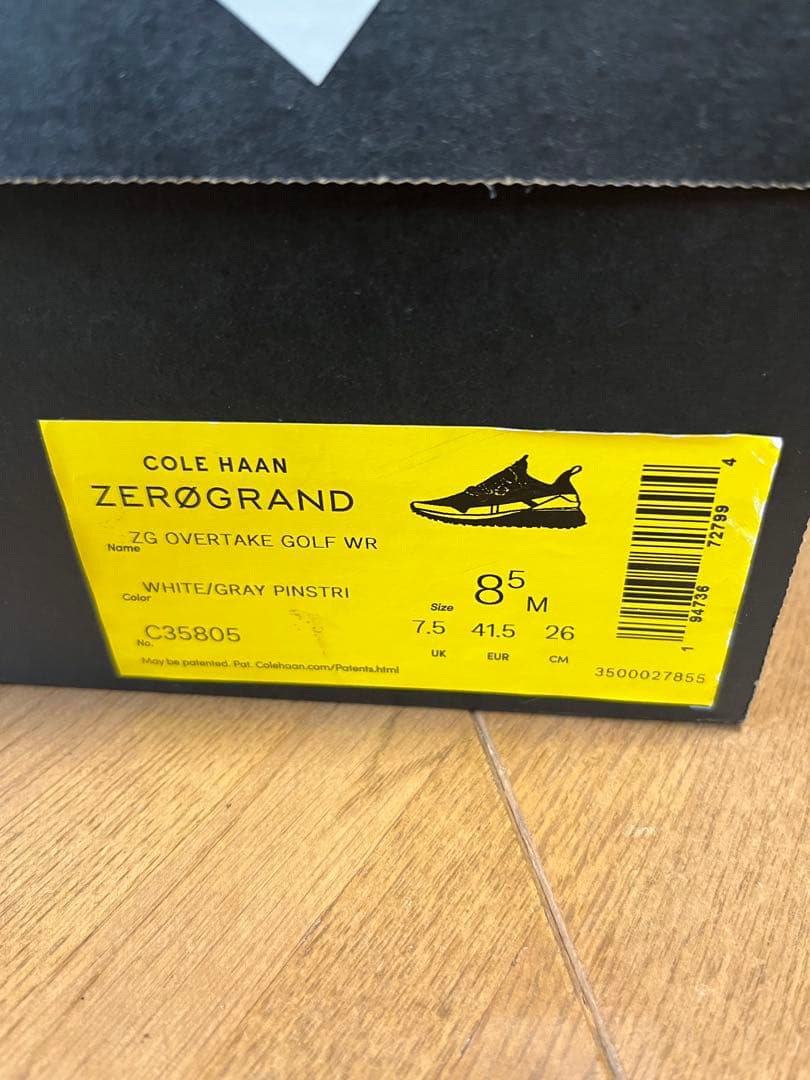 COLE HAAN
ZERØGRAND
Name ZG OVERTAKE GOLF WR
Color WHITE/GRAY PINSTRI
No. C35805
May be patented. Pat. Colehaan.com/Patents.html
Size 8⁵ M
7.5 41.5 26
UK EUR CM
1 94736 72799 4
3500027855